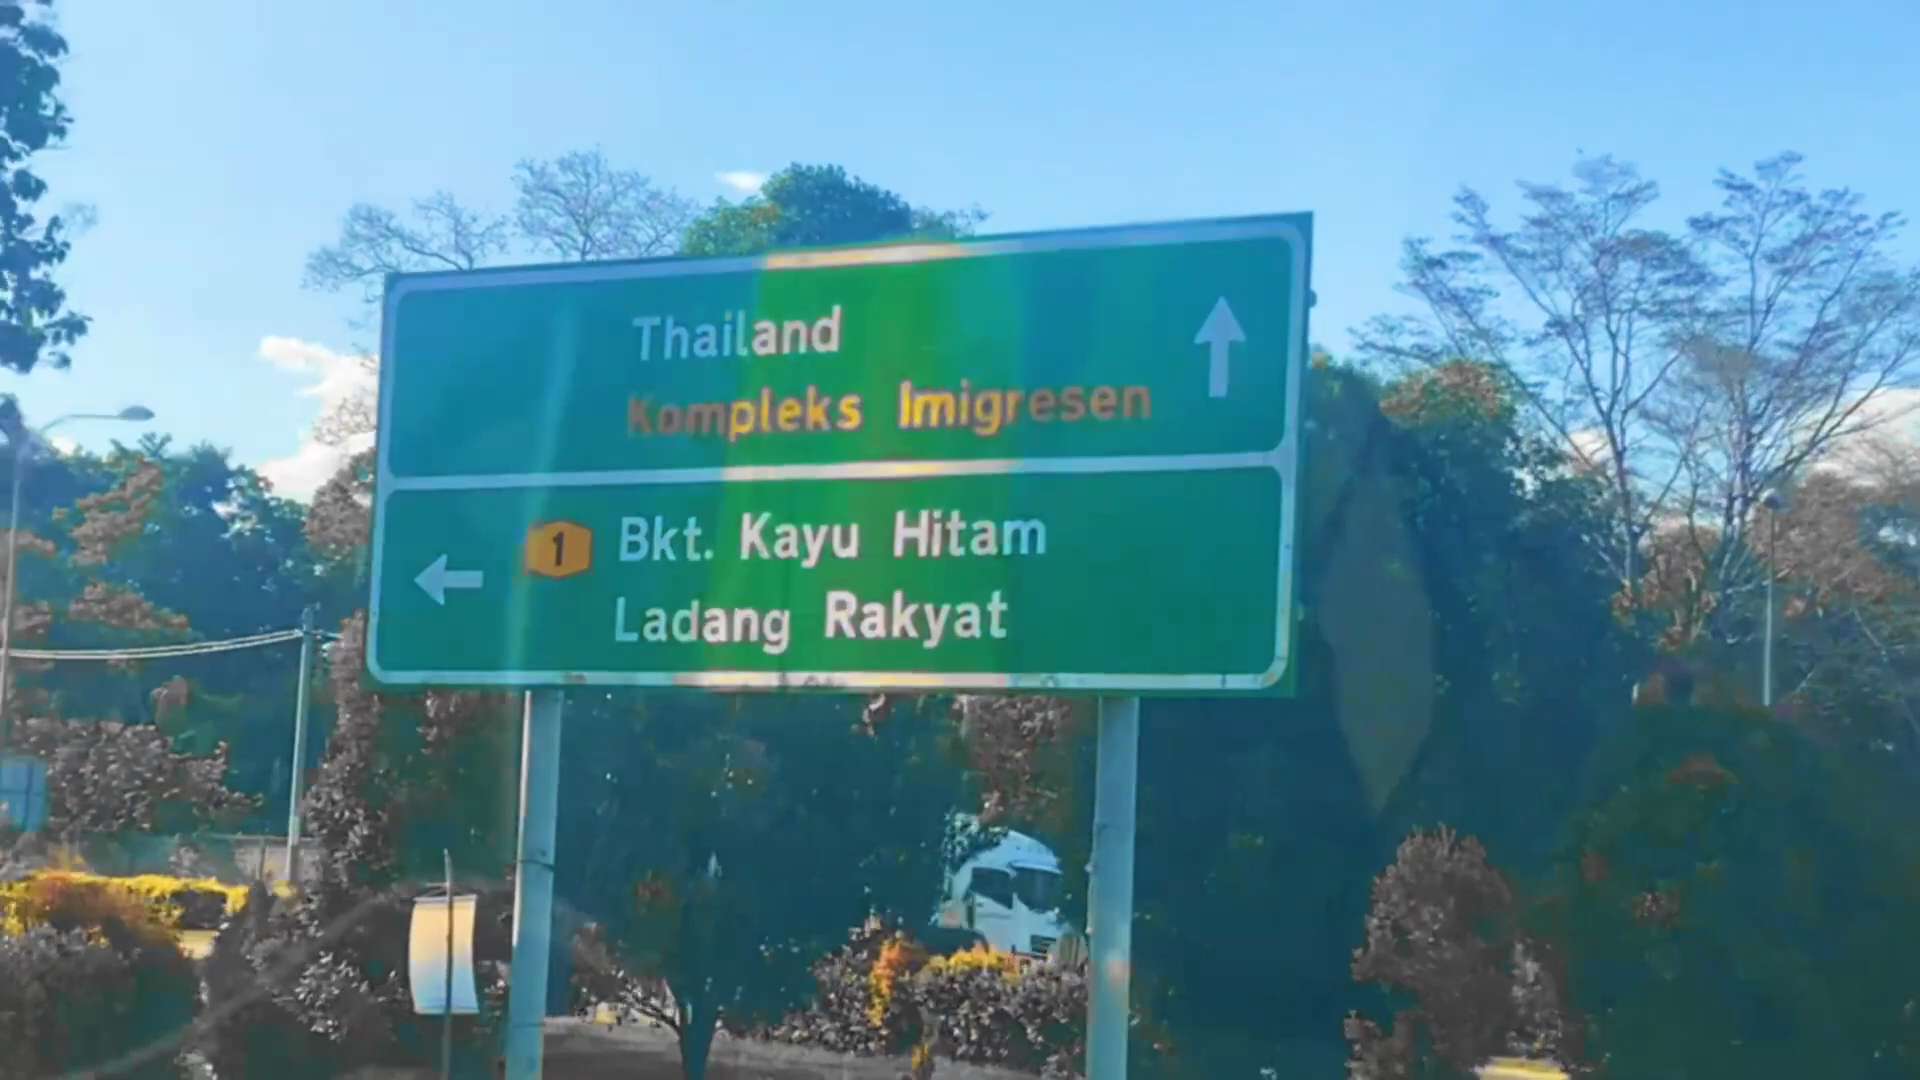 Thailand
Kompleks Imigresen
1
Bkt. Kayu Hitam
Ladang Rakyat